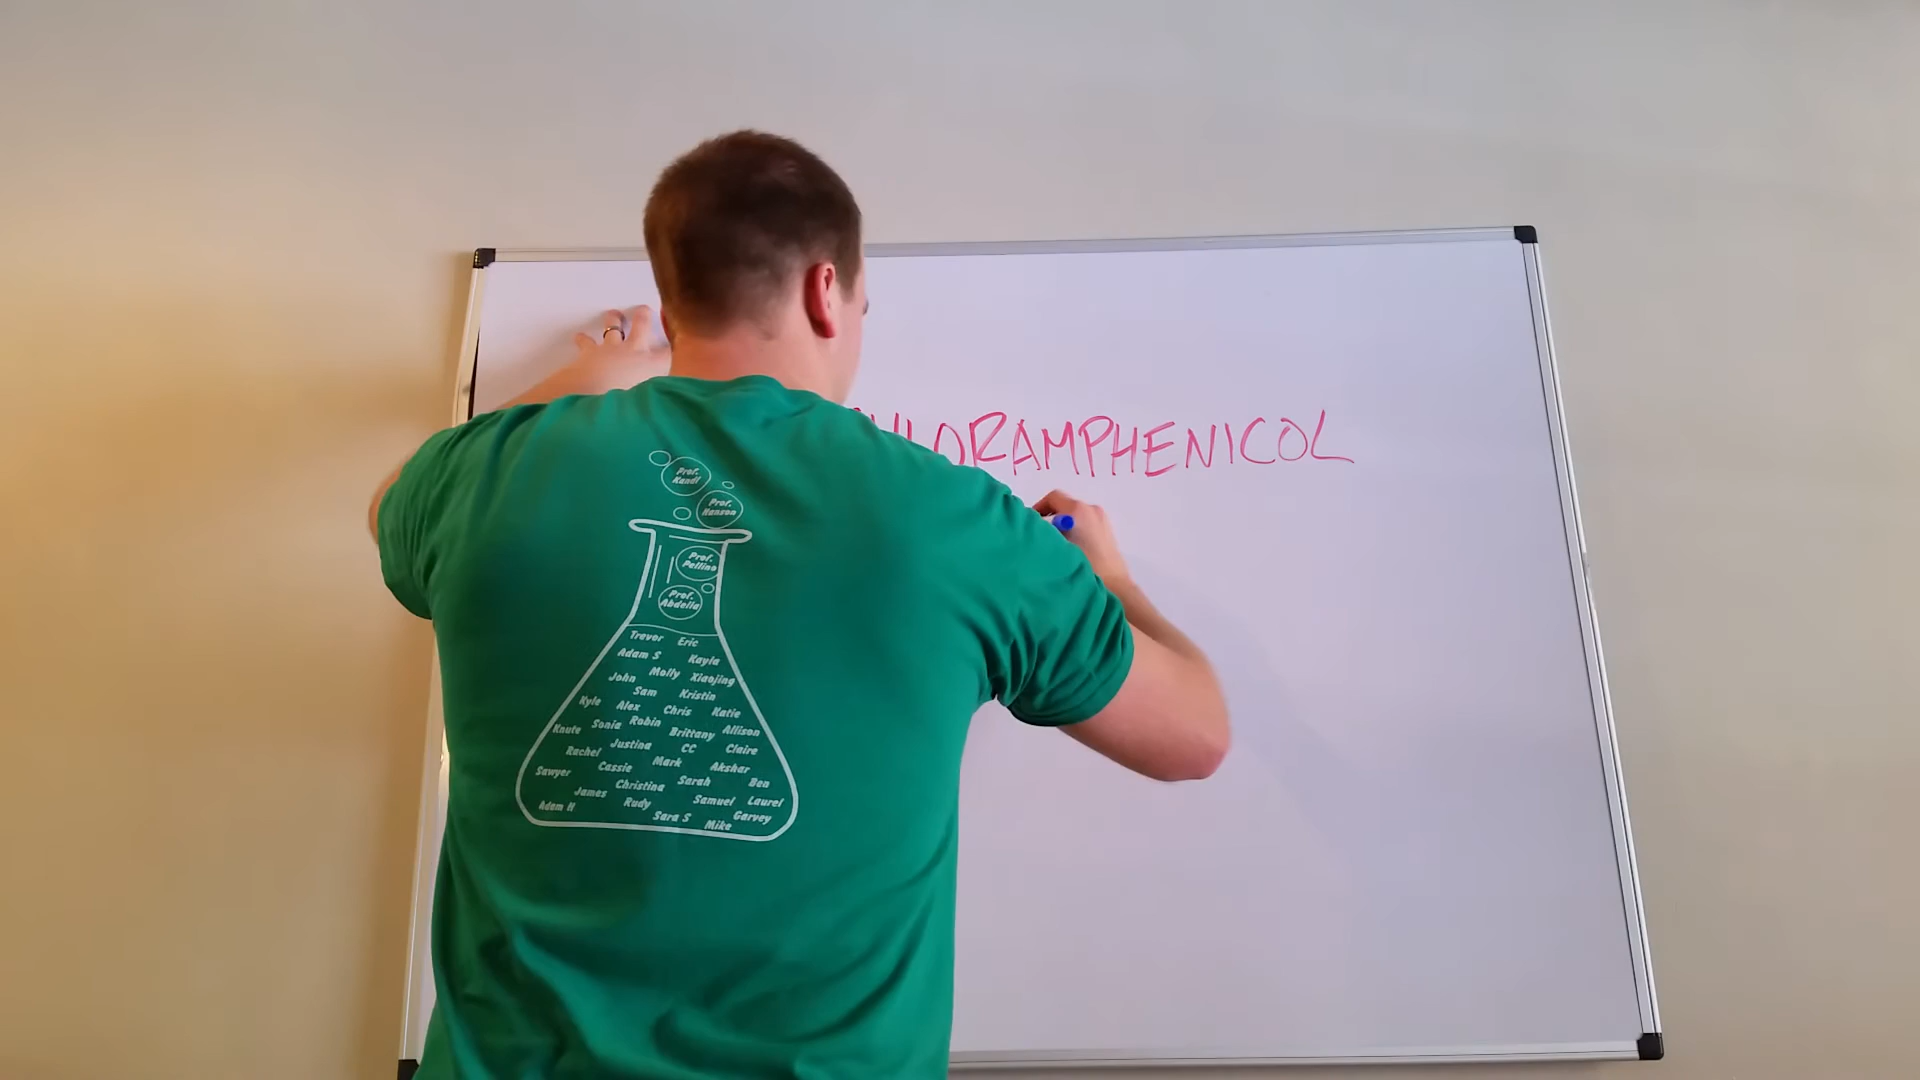 HLORAMPHENICOL
Prof.
Kandl
Prof.
Hanson
Prof.
Pellino
Prof.
Abdella
Trevor Eric
Adam S Kayla
John Molly Xiaojing
Sam Kristin
Kyle Alex Chris Katie
Knute Sonia Robin Brittany Allison
Rachel Justina CC Claire
Sawyer Cassie Mark Akshar
James Christina Sarah Ben
Adam H Rudy Samuel Laurel
Sara S Mike Garvey